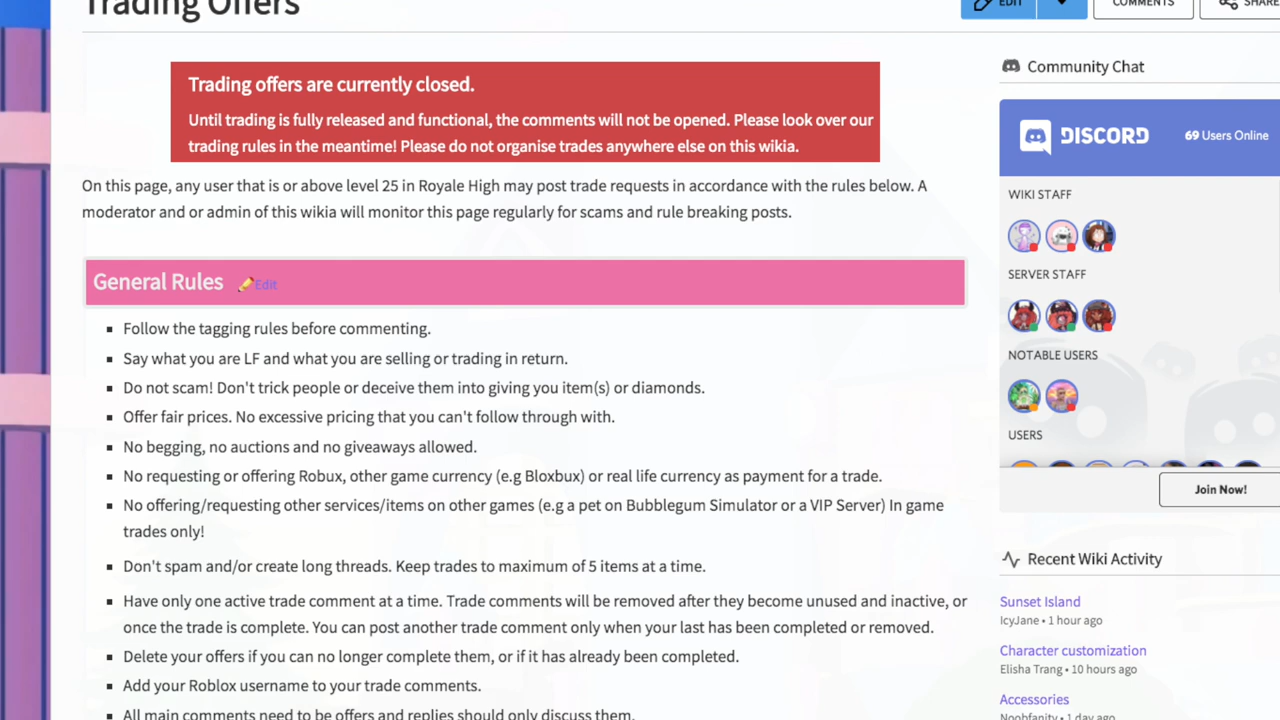 Trading Offers
EDIT
COMMENTS
SHARE
Trading offers are currently closed.
Until trading is fully released and functional, the comments will not be opened. Please look over our
trading rules in the meantime! Please do not organise trades anywhere else on this wikia.
On this page, any user that is or above level 25 in Royale High may post trade requests in accordance with the rules below. A
moderator and or admin of this wikia will monitor this page regularly for scams and rule breaking posts.
General Rules Edit
Follow the tagging rules before commenting.
Say what you are LF and what you are selling or trading in return.
Do not scam! Don't trick people or deceive them into giving you item(s) or diamonds.
Offer fair prices. No excessive pricing that you can't follow through with.
No begging, no auctions and no giveaways allowed.
No requesting or offering Robux, other game currency (e.g Bloxbux) or real life currency as payment for a trade.
No offering/requesting other services/items on other games (e.g a pet on Bubblegum Simulator or a VIP Server) In game
trades only!
Don't spam and/or create long threads. Keep trades to maximum of 5 items at a time.
Have only one active trade comment at a time. Trade comments will be removed after they become unused and inactive, or
once the trade is complete. You can post another trade comment only when your last has been completed or removed.
Delete your offers if you can no longer complete them, or if it has already been completed.
Add your Roblox username to your trade comments.
All main comments need to be offers and replies should only discuss them.
Community Chat
DISCORD
69 Users Online
WIKI STAFF
SERVER STAFF
NOTABLE USERS
USERS
Join Now!
Recent Wiki Activity
Sunset Island
IcyJane • 1 hour ago
Character customization
Elisha Trang • 10 hours ago
Accessories
Noobfanity • 1 day ago